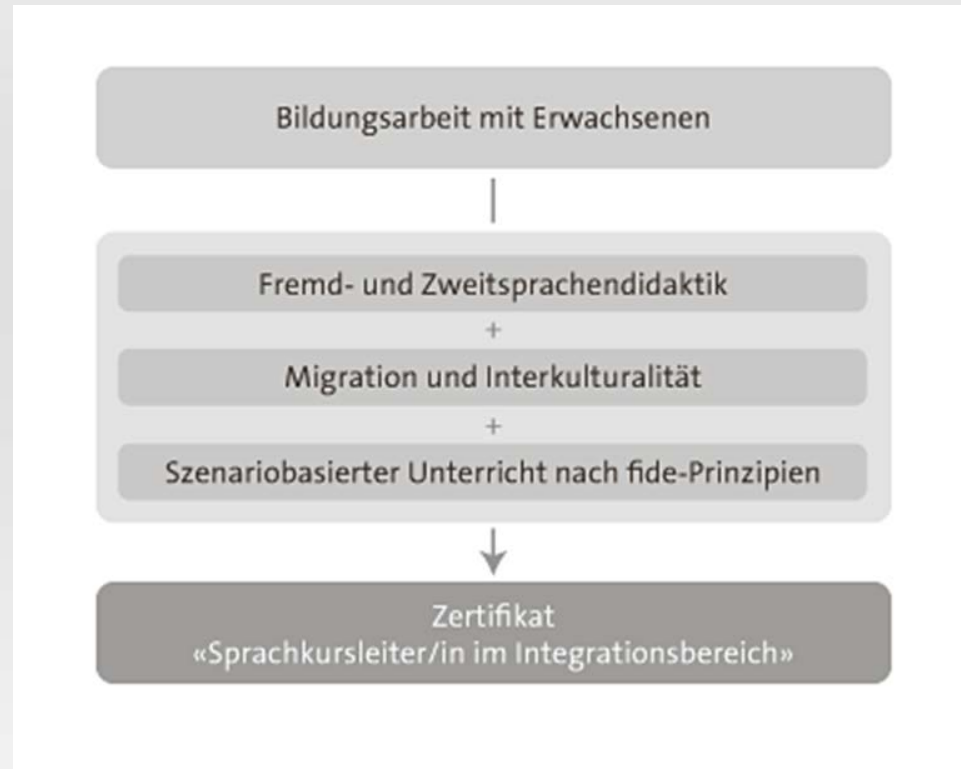 Bildungsarbeit mit Erwachsenen
Fremd- und Zweitsprachendidaktik
+
Migration und Interkulturalität
+
Szenariobasierter Unterricht nach fide-Prinzipien
Zertifikat
«Sprachkursleiter/in im Integrationsbereich»